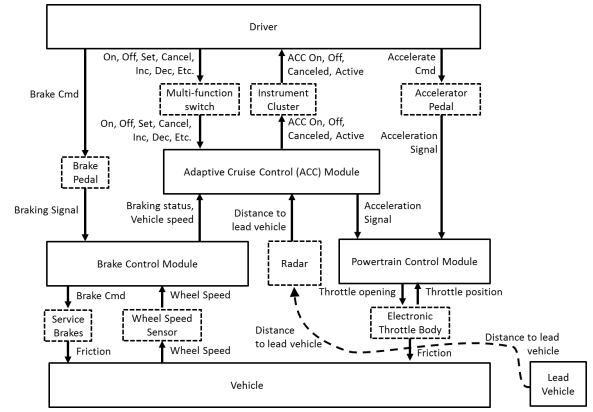 Driver
On, Off, Set, Cancel,
Inc, Dec, Etc.
ACC On, Off,
Canceled, Active
Accelerate
Cmd
Brake Cmd
Multi-function
switch
Instrument
Cluster
Accelerator
Pedal
On, Off, Set, Cancel,
Inc, Dec, Etc.
ACC On, Off,
Canceled, Active
Acceleration
Signal
Brake
Pedal
Adaptive Cruise Control (ACC) Module
Braking Signal
Braking status,
Vehicle speed
Distance to
lead vehicle
Acceleration
Signal
Brake Control Module
Radar
Powertrain Control Module
Brake Cmd
Wheel Speed
Throttle opening
Throttle position
Service
Brakes
Wheel Speed
Sensor
Electronic
Throttle Body
Distance
to lead vehicle
Distance to lead
vehicle
Friction
Wheel Speed
Friction
Vehicle
Lead
Vehicle